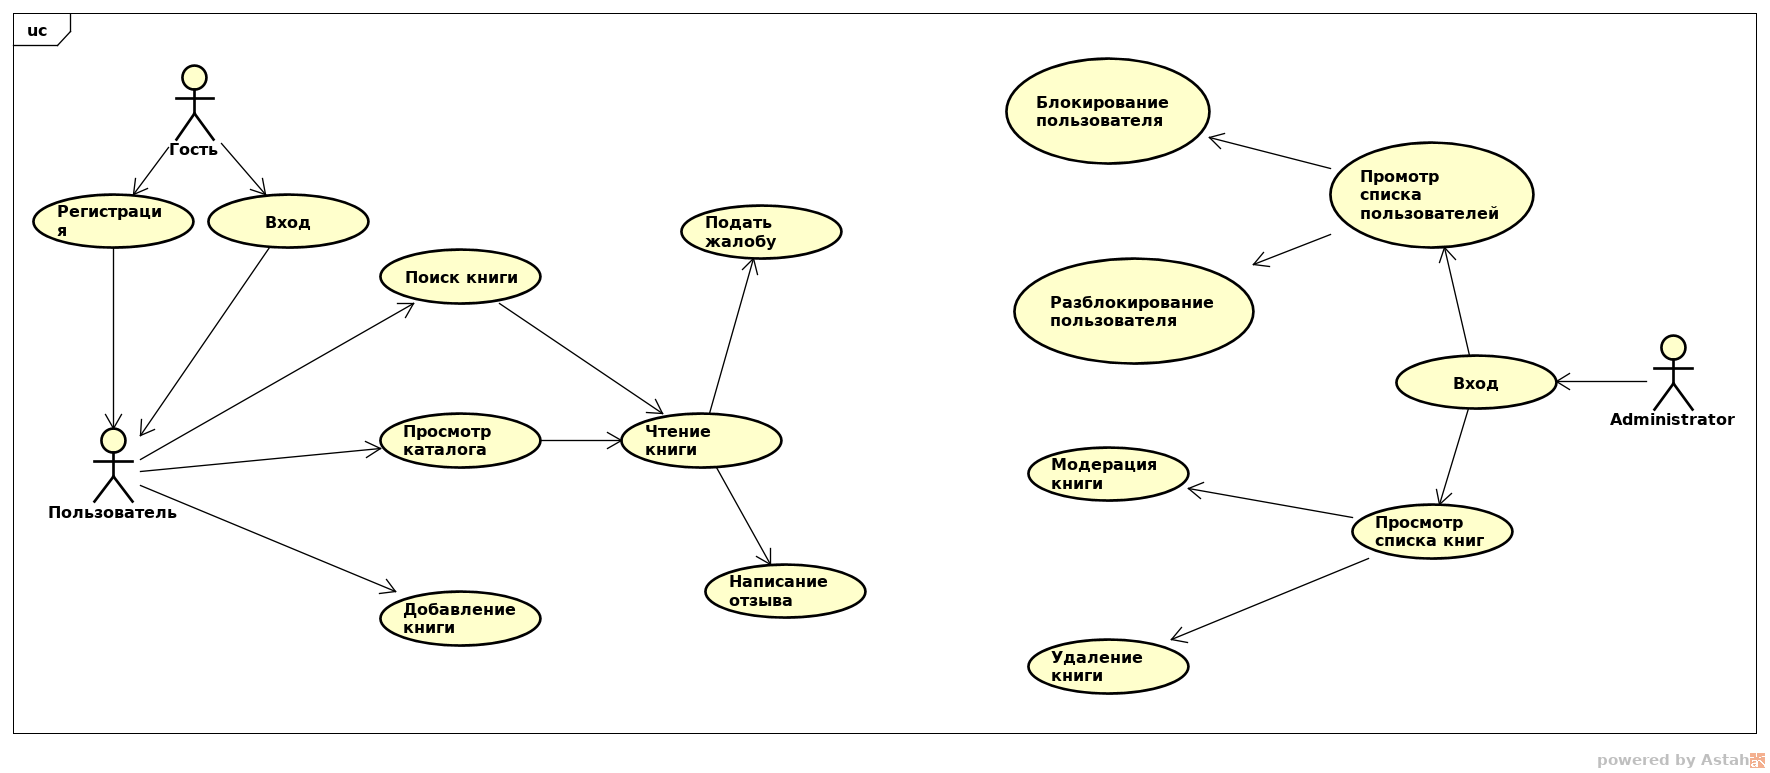 uc
Гость
Регистраци
я
Вход
Поиск книги
Подать
жалобу
Просмотр
каталога
Чтение
книги
Пользователь
Добавление
книги
Написание
отзыва
Блокирование
пользователя
Промотр
списка
пользователей
Разблокирование
пользователя
Вход
Administrator
Модерация
книги
Просмотр
списка книг
Удаление
книги
powered by Astah